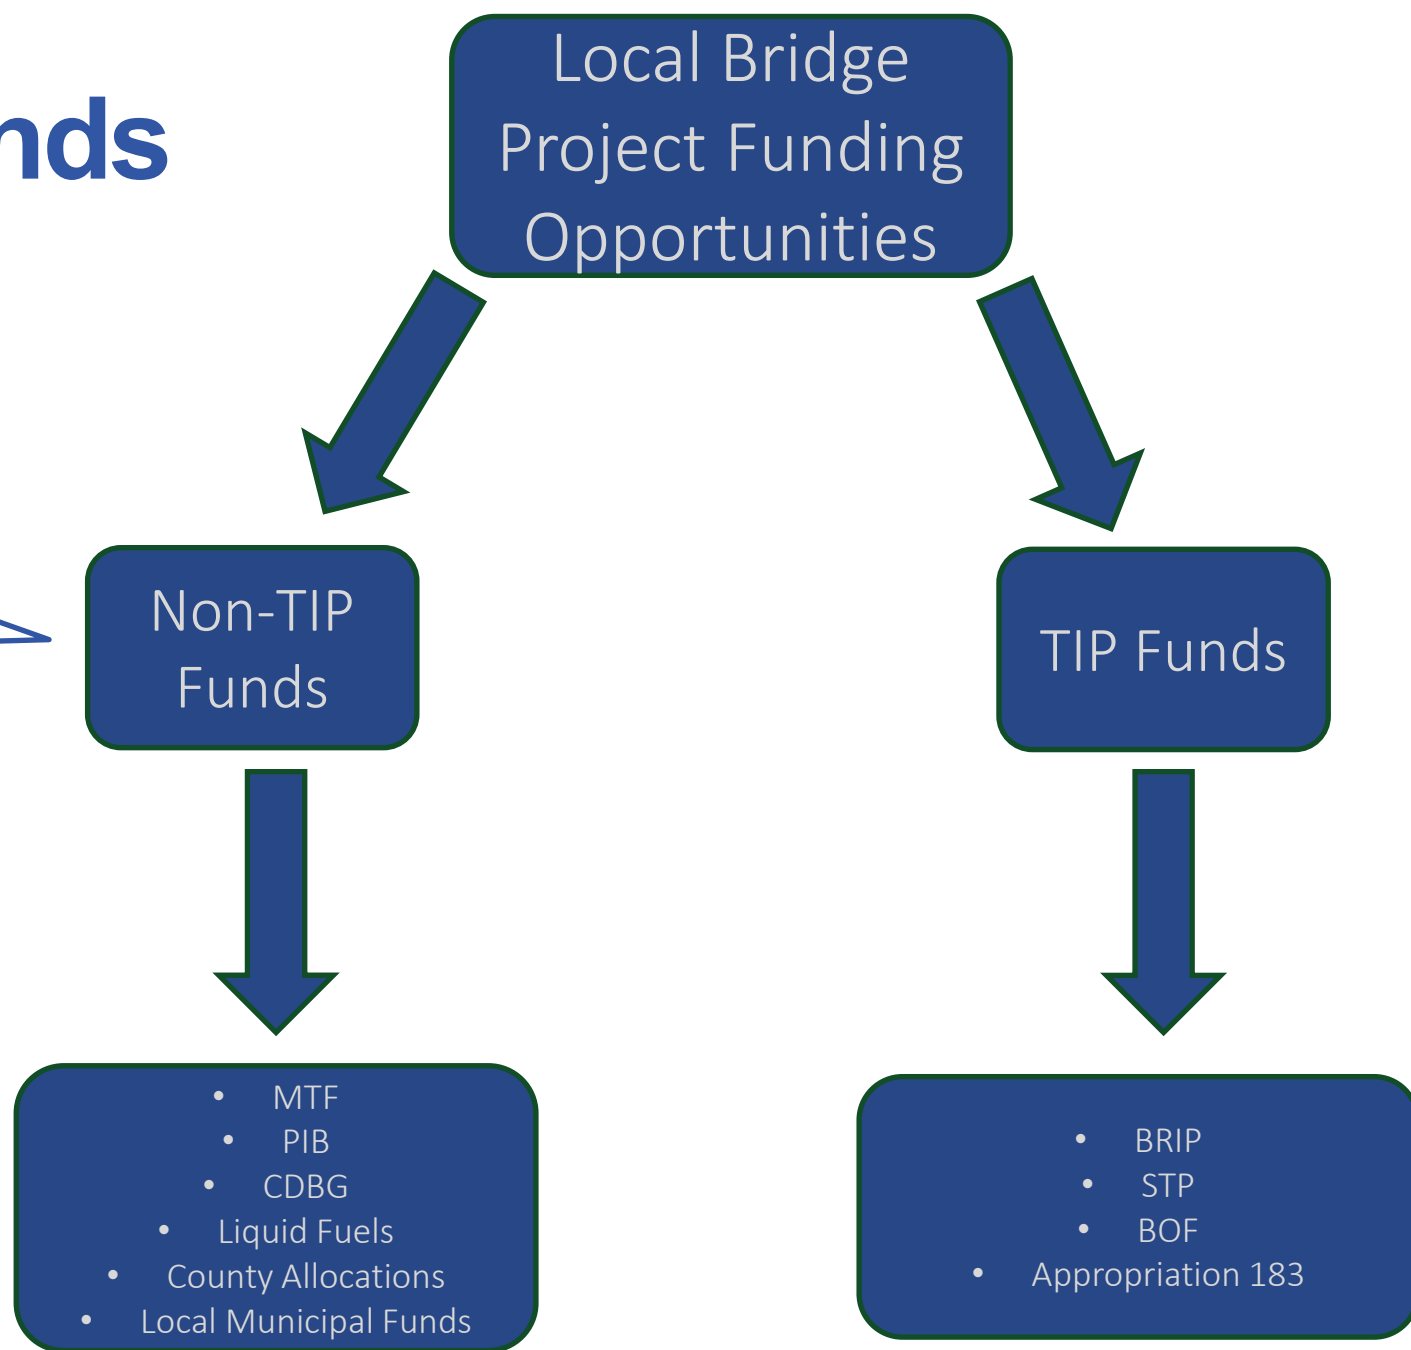 nds
Local Bridge
Project Funding
Opportunities
Non-TIP
Funds
TIP Funds
• MTF
• PIB
• CDBG
• Liquid Fuels
• County Allocations
• Local Municipal Funds
• BRIP
• STP
• BOF
• Appropriation 183